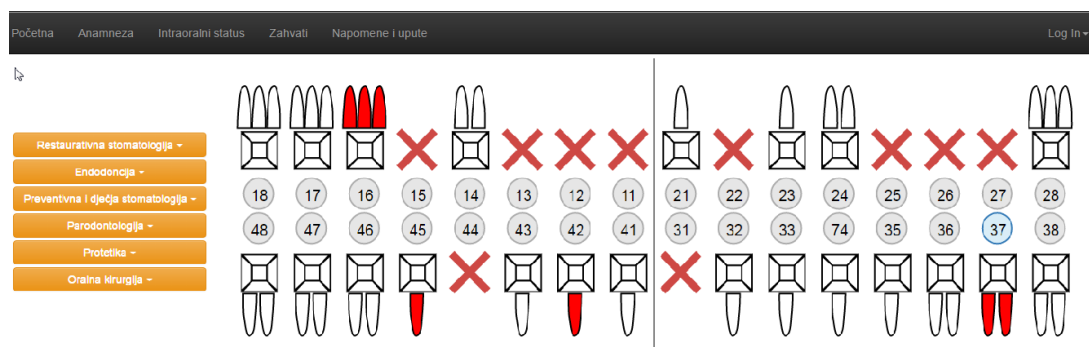 Početna Anamneza Intraoralni status Zahvati Napomene i upute Log In
Restaurativna stomatologija
Endodoncija
Preventivna i dječja stomatologija
Parodontologija
Protetika
Oralna kirurgija
18 17 16 15 14 13 12 11 21 22 23 24 25 26 27 28
48 47 46 45 44 43 42 41 31 32 33 74 35 36 37 38